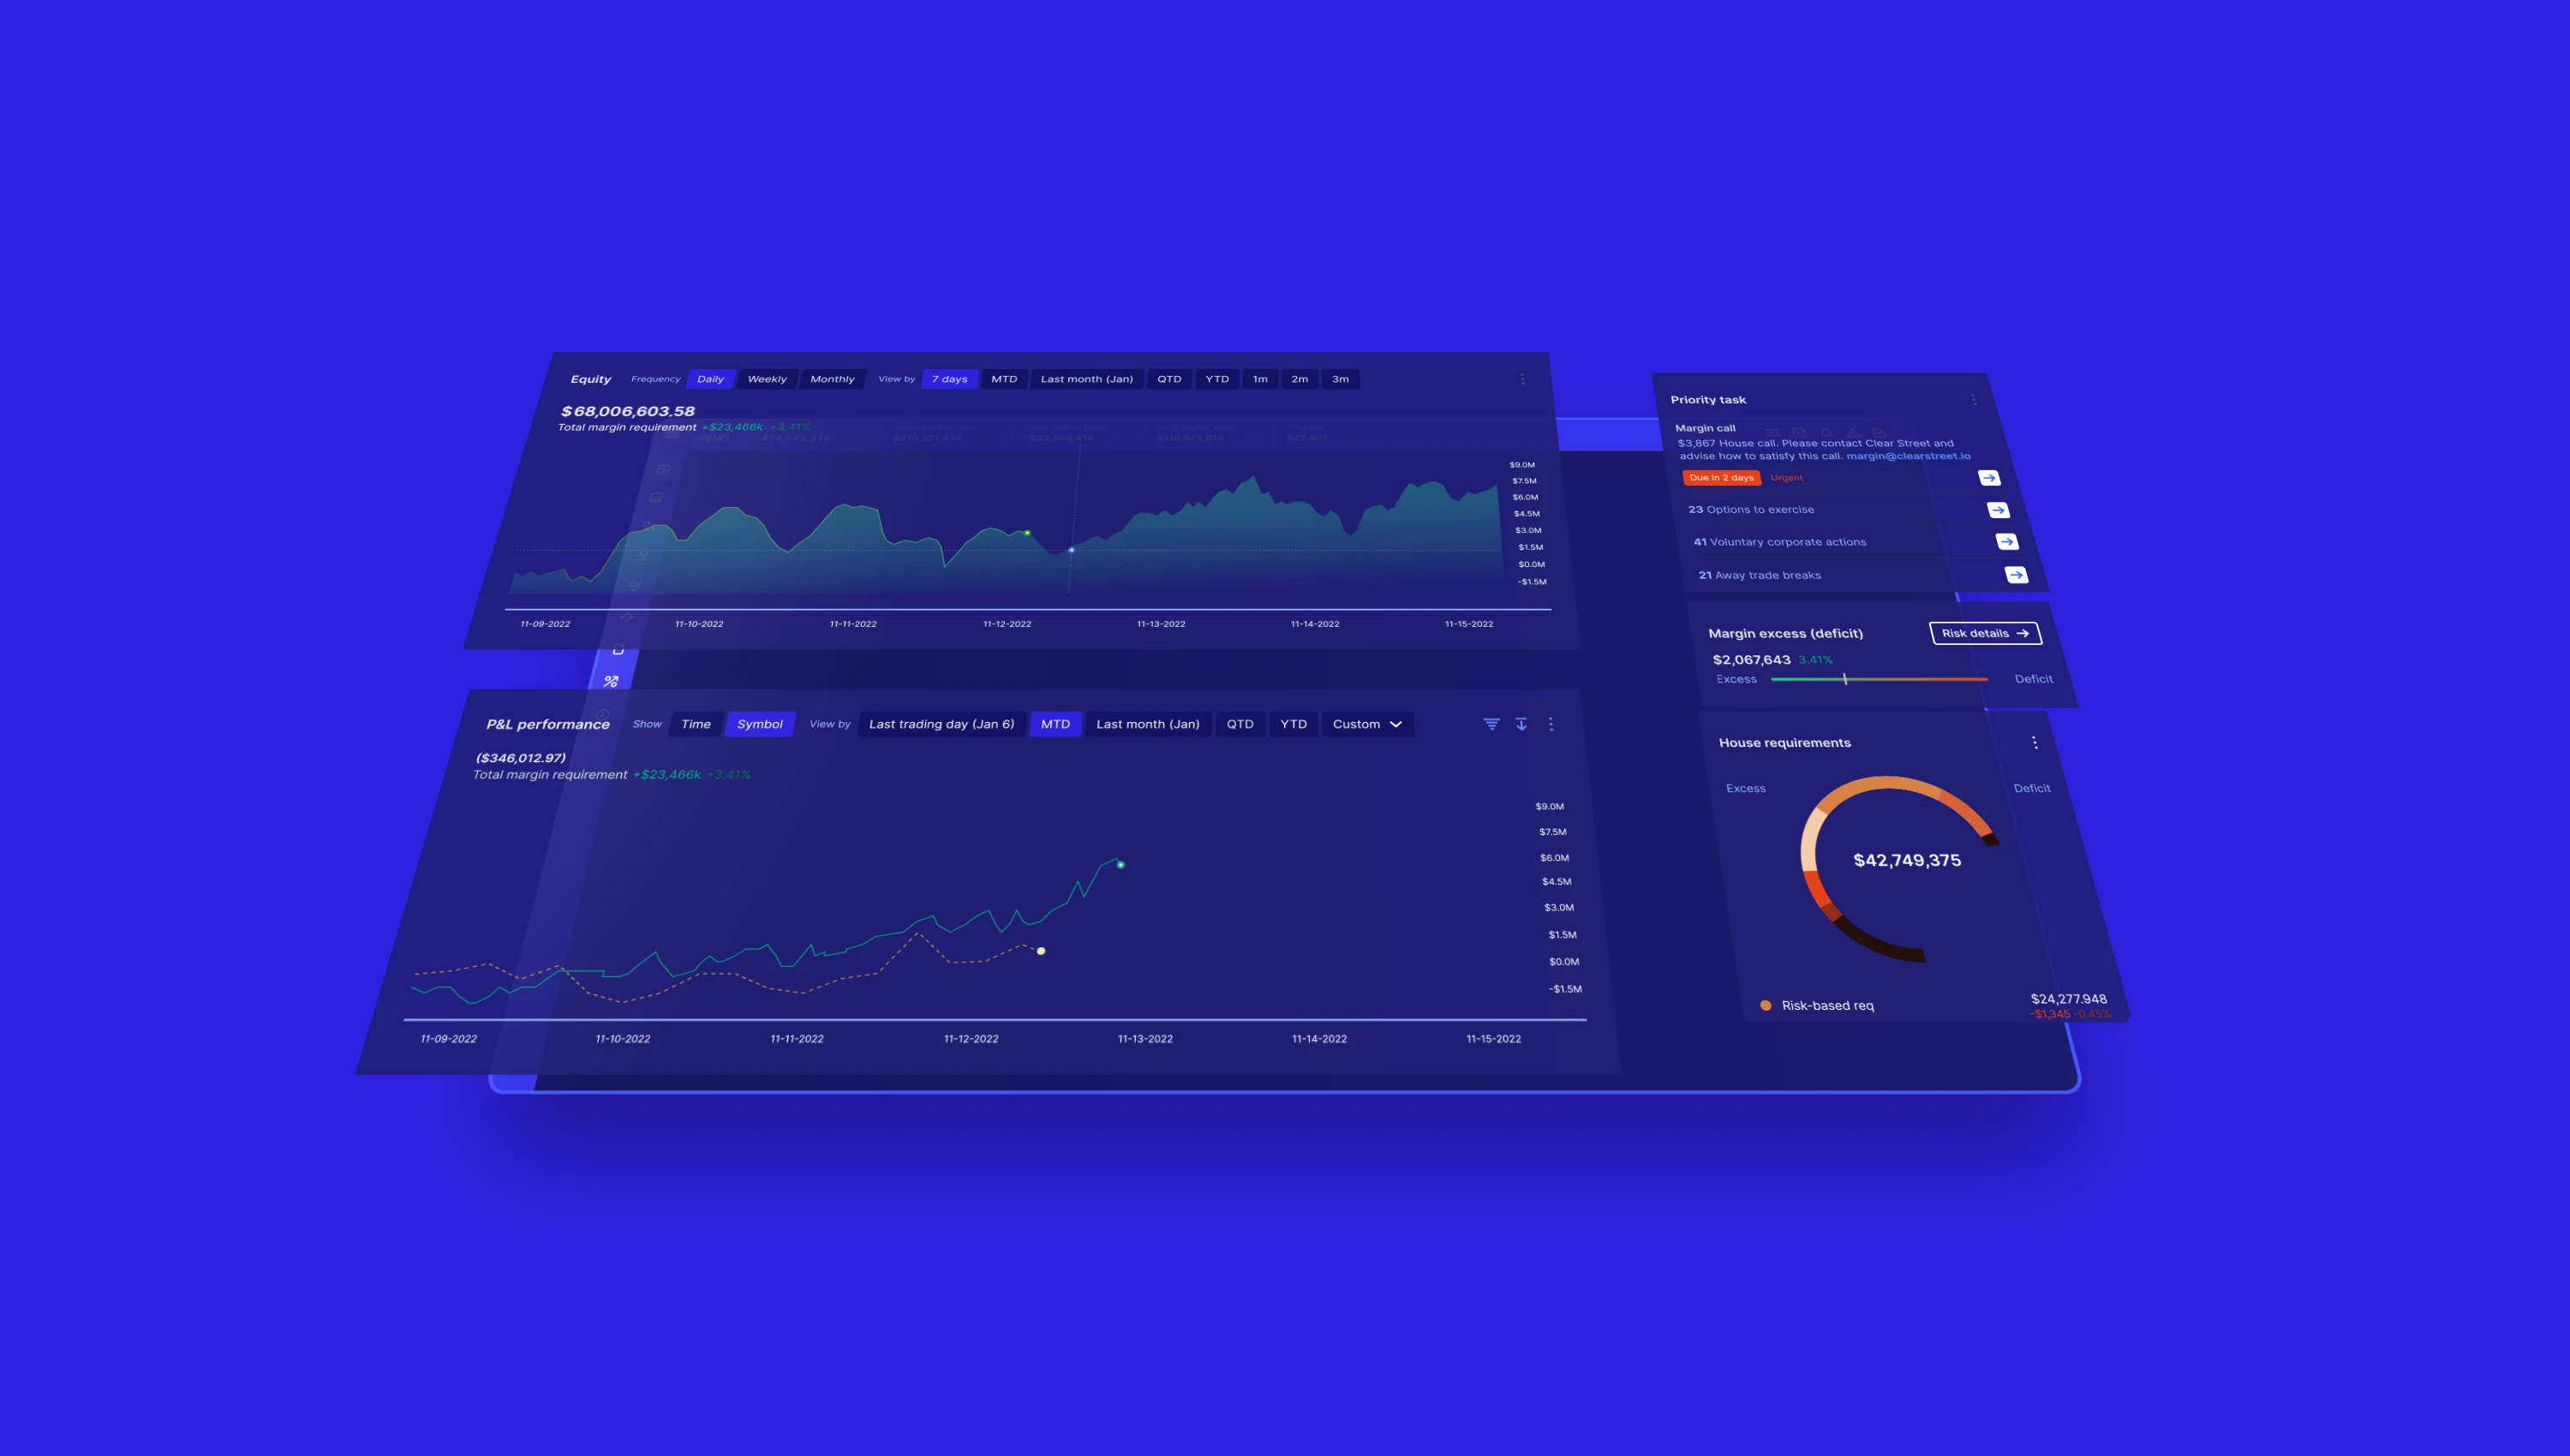 Equity Frequency Daily Weekly Monthly View by 7 days MTD Last month (Jan) QTD YTD 1m 2m 3m
$68,006,603.58
Total margin requirement +$23,466k +3,41%
$9.0M
$7.5M
$6.0M
$4.5M
$3.0M
$1.5M
$0.0M
-$1.5M
11-09-2022 11-10-2022 11-11-2022 11-12-2022 11-13-2022 11-14-2022 11-15-2022
P&L performance Show Time Symbol View by Last trading day (Jan 6) MTD Last month (Jan) QTD YTD Custom
($346,012.97)
Total margin requirement +$23,466k +3.41%
$9.0M
$7.5M
$6.0M
$4.5M
$3.0M
$1.5M
$0.0M
-$1.5M
11-09-2022 11-10-2022 11-11-2022 11-12-2022 11-13-2022 11-14-2022 11-15-2022
Priority task
Margin call
$3,867 House call. Please contact Clear Street and
advise how to satisfy this call. margin@clearstreet.io
Due in 2 days Urgent
23 Options to exercise
41 Voluntary corporate actions
21 Away trade breaks
Margin excess (deficit) Risk details
$2,067,643 3.41%
Excess Deficit
House requirements
Excess Deficit
$42,749,375
Risk-based req $24,277.948
-$1,345 -0.45%